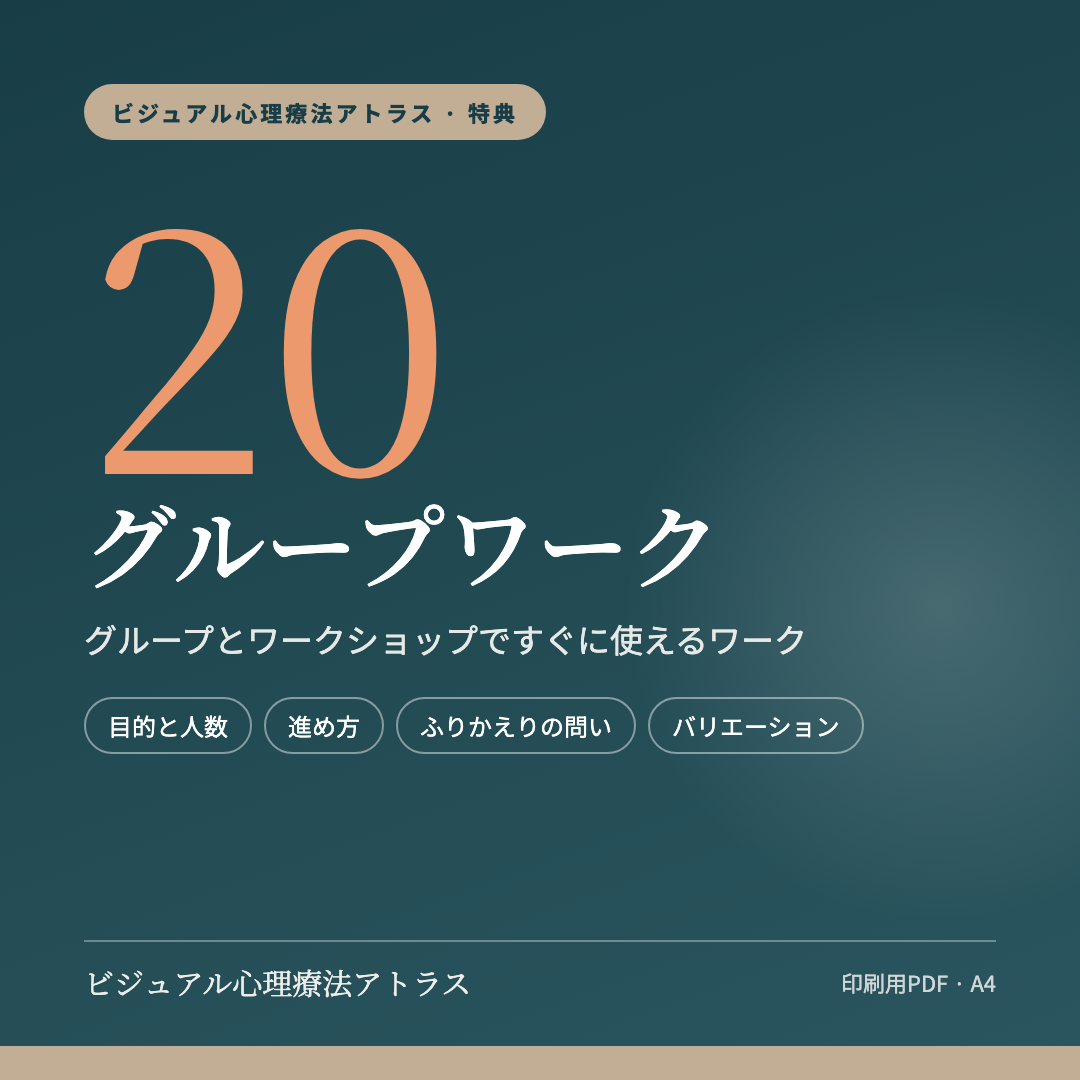 ビジュアル心理療法アトラス · 特典
20
グループワーク
グループとワークショップですぐに使えるワーク
目的と人数
進め方
ふりかえりの問い
バリエーション
ビジュアル心理療法アトラス
印刷用PDF · A4